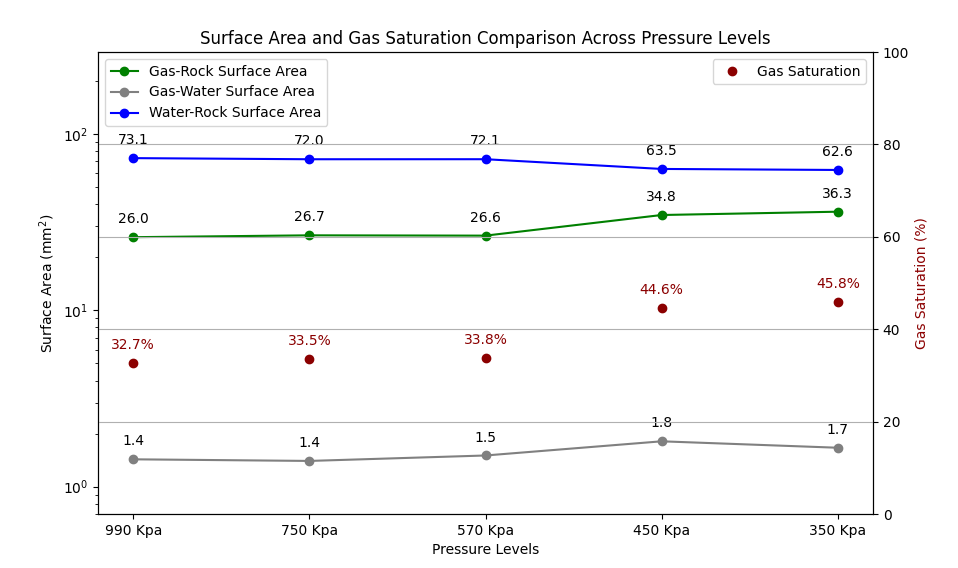 Surface Area and Gas Saturation Comparison Across Pressure Levels
Gas-Rock Surface Area
Gas-Water Surface Area
Water-Rock Surface Area
Gas Saturation
73.1 72.0 72.1 63.5 62.6
26.0 26.7 26.6 34.8 36.3
32.7% 33.5% 33.8% 44.6% 45.8%
1.4 1.4 1.5 1.8 1.7
10² 10¹ 10⁰
Surface Area (mm²)
100 80 60 40 20 0
Gas Saturation (%)
990 Kpa 750 Kpa 570 Kpa 450 Kpa 350 Kpa
Pressure Levels